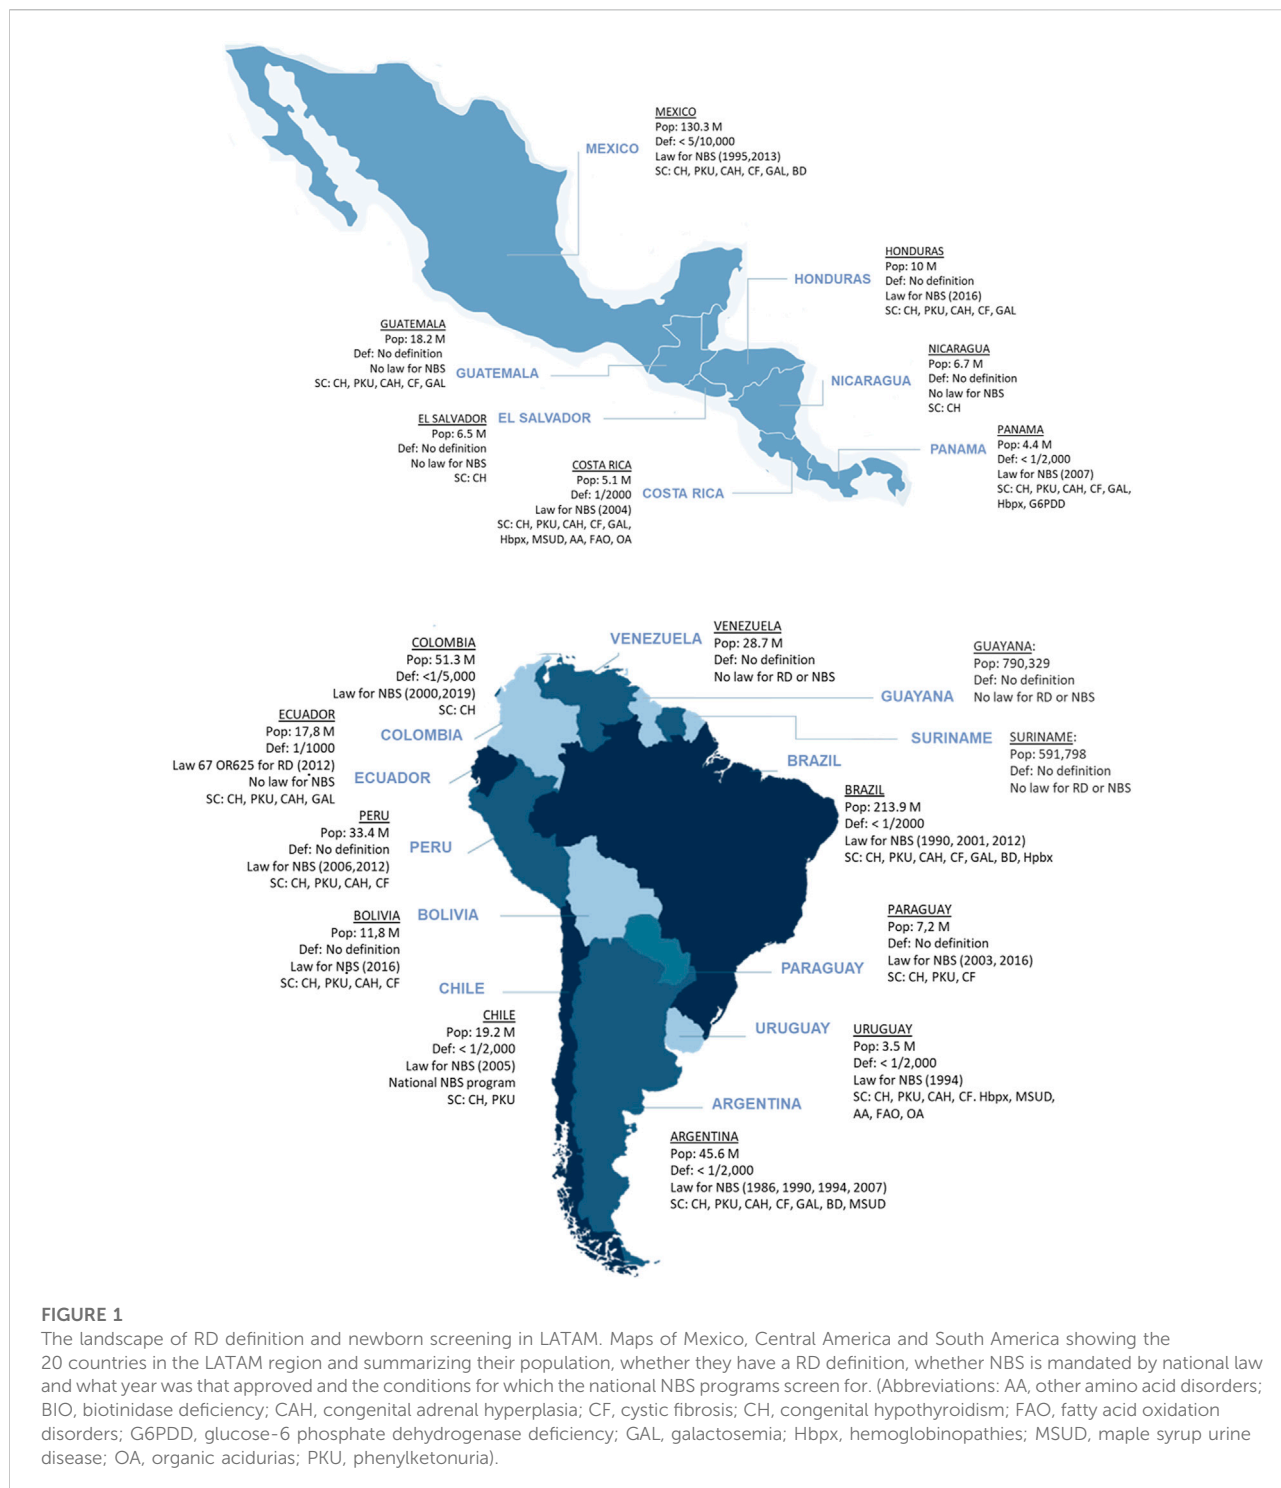 MEXICO
MEXICO
Pop: 130.3 M
Def: < 5/10,000
Law for NBS (1995,2013)
SC: CH, PKU, CAH, CF, GAL, BD
HONDURAS
HONDURAS
Pop: 10 M
Def: No definition
Law for NBS (2016)
SC: CH, PKU, CAH, CF, GAL
GUATEMALA
Pop: 18.2 M
Def: No definition
No law for NBS
SC: CH, PKU, CAH, CF, GAL
GUATEMALA
NICARAGUA
NICARAGUA
Pop: 6.7 M
Def: No definition
No law for NBS
SC: CH
EL SALVADOR
Pop: 6.5 M
Def: No definition
No law for NBS
SC: CH
EL SALVADOR
PANAMA
PANAMA
Pop: 4.4 M
Def: < 1/2,000
Law for NBS (2007)
SC: CH, PKU, CAH, CF, GAL,
Hbpx, G6PDD
COSTA RICA
Pop: 5.1 M
Def: 1/2000
Law for NBS (2004)
SC: CH, PKU, CAH, CF, GAL,
Hbpx, MSUD, AA, FAO, OA
COSTA RICA
COLOMBIA
Pop: 51.3 M
Def: <1/5,000
Law for NBS (2000,2019)
SC: CH
COLOMBIA
VENEZUELA
VENEZUELA
Pop: 28.7 M
Def: No definition
No law for RD or NBS
GUAYANA
GUAYANA:
Pop: 790,329
Def: No definition
No law for RD or NBS
SURINAME
SURINAME:
Pop: 591,798
Def: No definition
No law for RD or NBS
ECUADOR
Pop: 17,8 M
Def: 1/1000
Law 67 OR625 for RD (2012)
No law for NBS
SC: CH, PKU, CAH, GAL
ECUADOR
BRAZIL
BRAZIL
Pop: 213.9 M
Def: < 1/2000
Law for NBS (1990, 2001, 2012)
SC: CH, PKU, CAH, CF, GAL, BD, Hpbx
PERU
Pop: 33.4 M
Def: No definition
Law for NBS (2006,2012)
SC: CH, PKU, CAH, CF
PERU
BOLIVIA
Pop: 11,8 M
Def: No definition
Law for NBS (2016)
SC: CH, PKU, CAH, CF
BOLIVIA
PARAGUAY
PARAGUAY
Pop: 7,2 M
Def: No definition
Law for NBS (2003, 2016)
SC: CH, PKU, CF
CHILE
CHILE
Pop: 19.2 M
Def: < 1/2,000
Law for NBS (2005)
National NBS program
SC: CH, PKU
URUGUAY
URUGUAY
Pop: 3.5 M
Def: < 1/2,000
Law for NBS (1994)
SC: CH, PKU, CAH, CF. Hbpx, MSUD,
AA, FAO, OA
ARGENTINA
ARGENTINA
Pop: 45.6 M
Def: < 1/2,000
Law for NBS (1986, 1990, 1994, 2007)
SC: CH, PKU, CAH, CF, GAL, BD, MSUD
FIGURE 1
The landscape of RD definition and newborn screening in LATAM. Maps of Mexico, Central America and South America showing the
20 countries in the LATAM region and summarizing their population, whether they have a RD definition, whether NBS is mandated by national law
and what year was that approved and the conditions for which the national NBS programs screen for. (Abbreviations: AA, other amino acid disorders;
BIO, biotinidase deficiency; CAH, congenital adrenal hyperplasia; CF, cystic fibrosis; CH, congenital hypothyroidism; FAO, fatty acid oxidation
disorders; G6PDD, glucose-6 phosphate dehydrogenase deficiency; GAL, galactosemia; Hbpx, hemoglobinopathies; MSUD, maple syrup urine
disease; OA, organic acidurias; PKU, phenylketonuria).